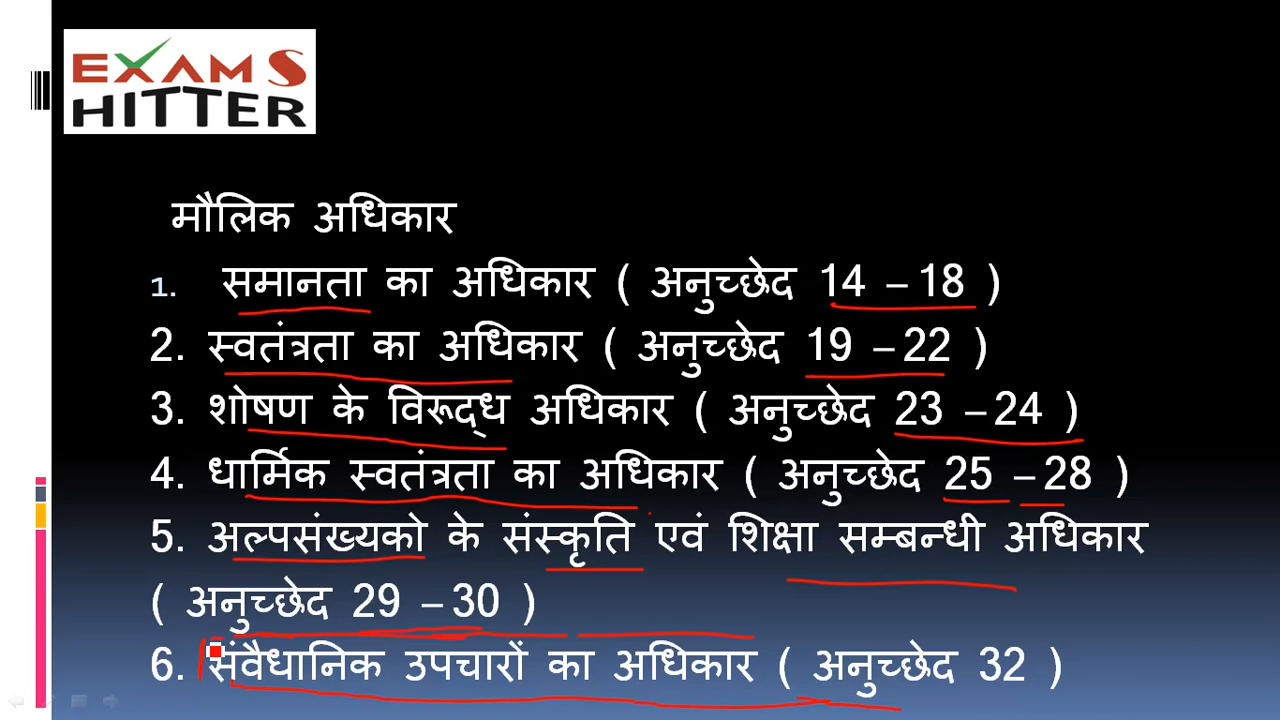 EXAMS
HITTER
मौलिक अधिकार
1. समानता का अधिकार ( अनुच्छेद 14 – 18 )
2. स्वतंत्रता का अधिकार ( अनुच्छेद 19 – 22 )
3. शोषण के विरूद्ध अधिकार ( अनुच्छेद 23 – 24 )
4. धार्मिक स्वतंत्रता का अधिकार ( अनुच्छेद 25 – 28 )
5. अल्पसंख्यको के संस्कृति एवं शिक्षा सम्बन्धी अधिकार
( अनुच्छेद 29 – 30 )
6. संवैधानिक उपचारों का अधिकार ( अनुच्छेद 32 )